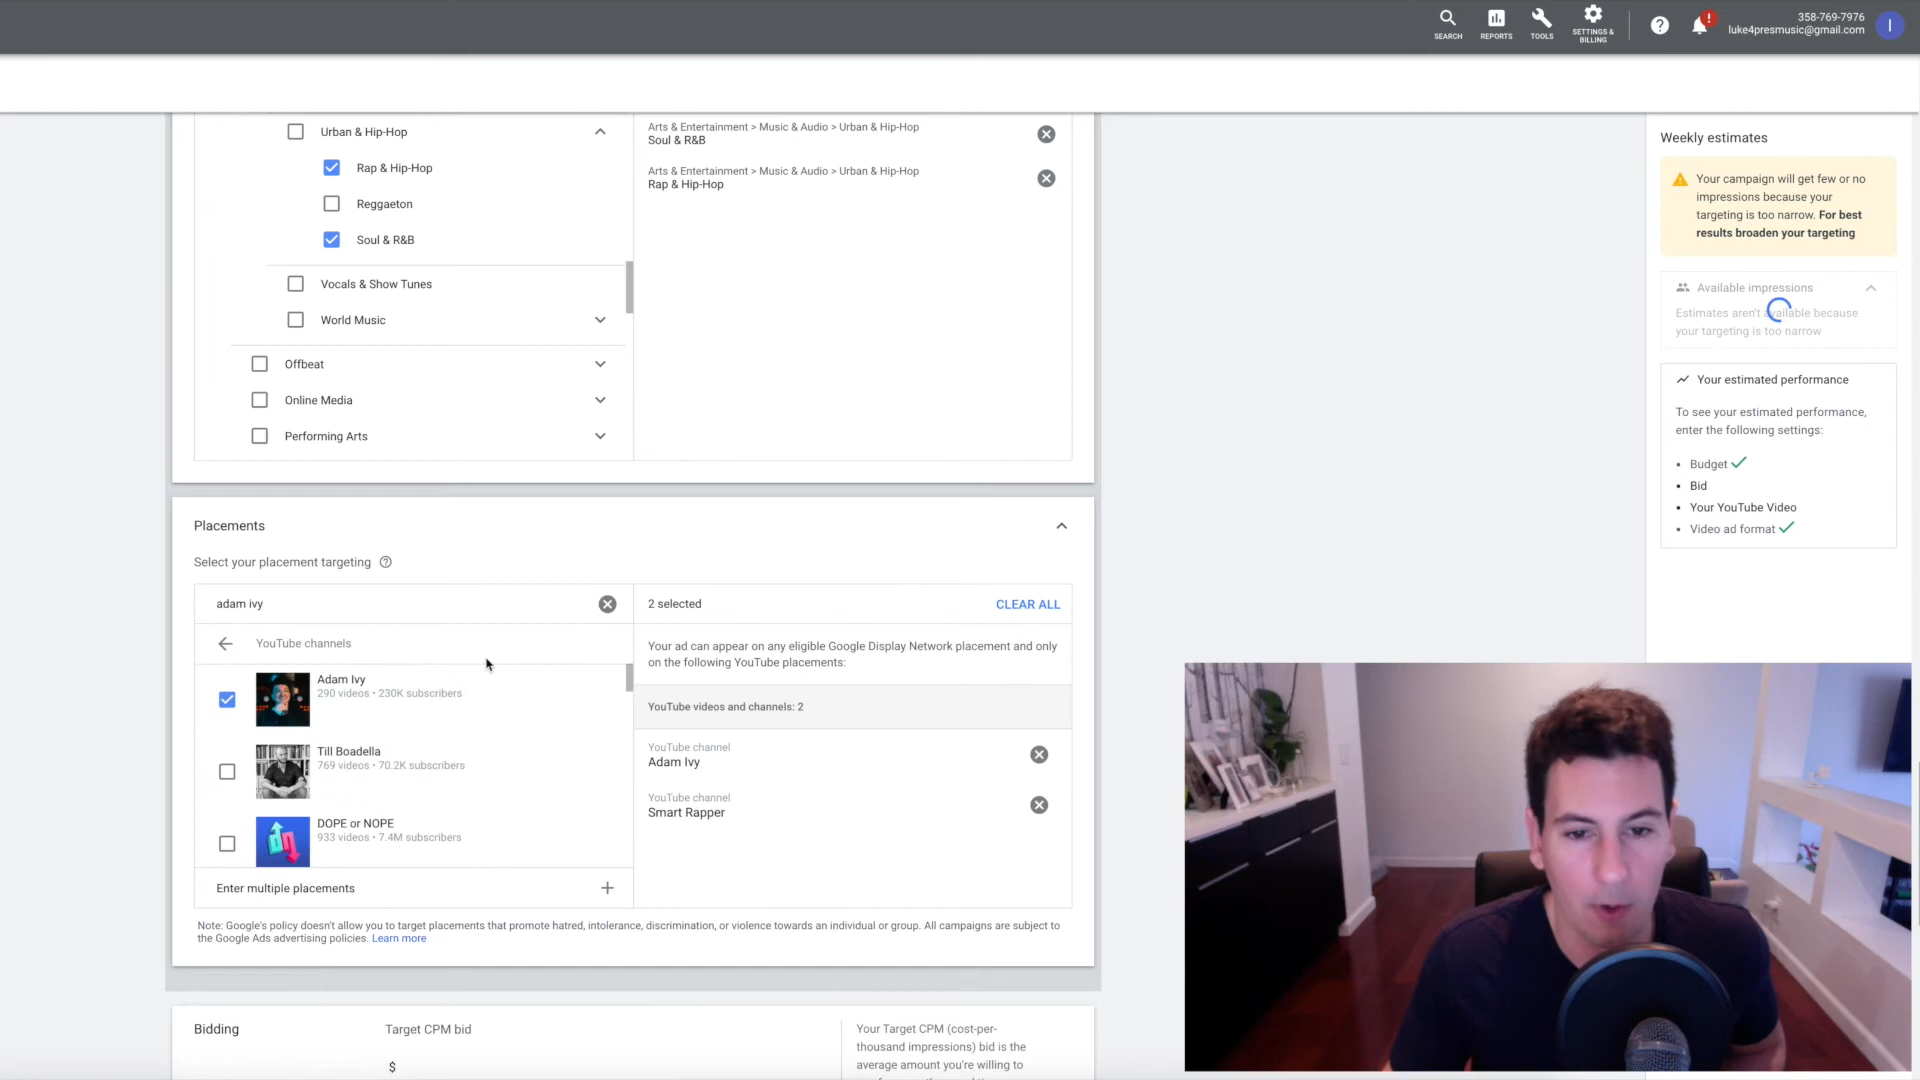 SEARCH
REPORTS
TOOLS
SETTINGS &
BILLING
358-769-7976
luke4presmusic@gmail.com
I
Urban & Hip-Hop
Rap & Hip-Hop
Reggaeton
Soul & R&B
Vocals & Show Tunes
World Music
Offbeat
Online Media
Performing Arts
Arts & Entertainment > Music & Audio > Urban & Hip-Hop
Soul & R&B
Arts & Entertainment > Music & Audio > Urban & Hip-Hop
Rap & Hip-Hop
Weekly estimates
Your campaign will get few or no
impressions because your
targeting is too narrow. For best
results broaden your targeting
Available impressions
Estimates aren't available because
your targeting is too narrow
Your estimated performance
To see your estimated performance,
enter the following settings:
• Budget
• Bid
• Your YouTube Video
• Video ad format
Placements
Select your placement targeting
adam ivy
YouTube channels
Adam Ivy
290 videos • 230K subscribers
Till Boadella
769 videos • 70.2K subscribers
DOPE or NOPE
933 videos • 7.4M subscribers
Enter multiple placements
2 selected
CLEAR ALL
Your ad can appear on any eligible Google Display Network placement and only
on the following YouTube placements:
YouTube videos and channels: 2
YouTube channel
Adam Ivy
YouTube channel
Smart Rapper
Note: Google's policy doesn't allow you to target placements that promote hatred, intolerance, discrimination, or violence towards an individual or group. All campaigns are subject to
the Google Ads advertising policies. Learn more
Bidding
Target CPM bid
$
Your Target CPM (cost-per-
thousand impressions) bid is the
average amount you're willing to